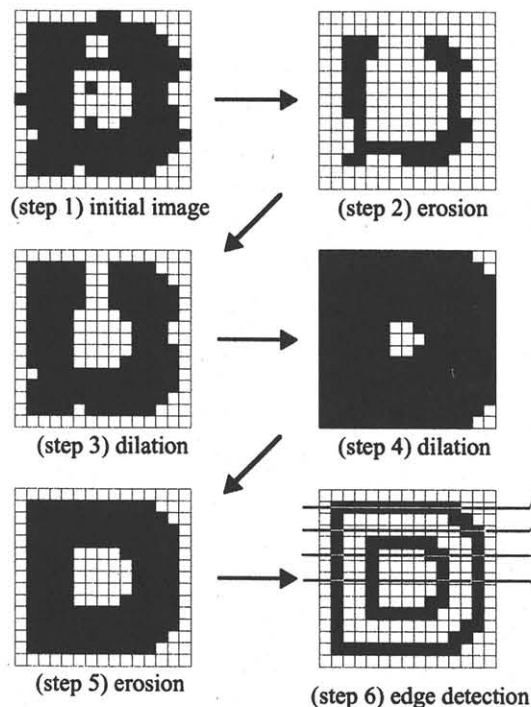 (step 1) initial image
(step 2) erosion
(step 3) dilation
(step 4) dilation
(step 5) erosion
(step 6) edge detection